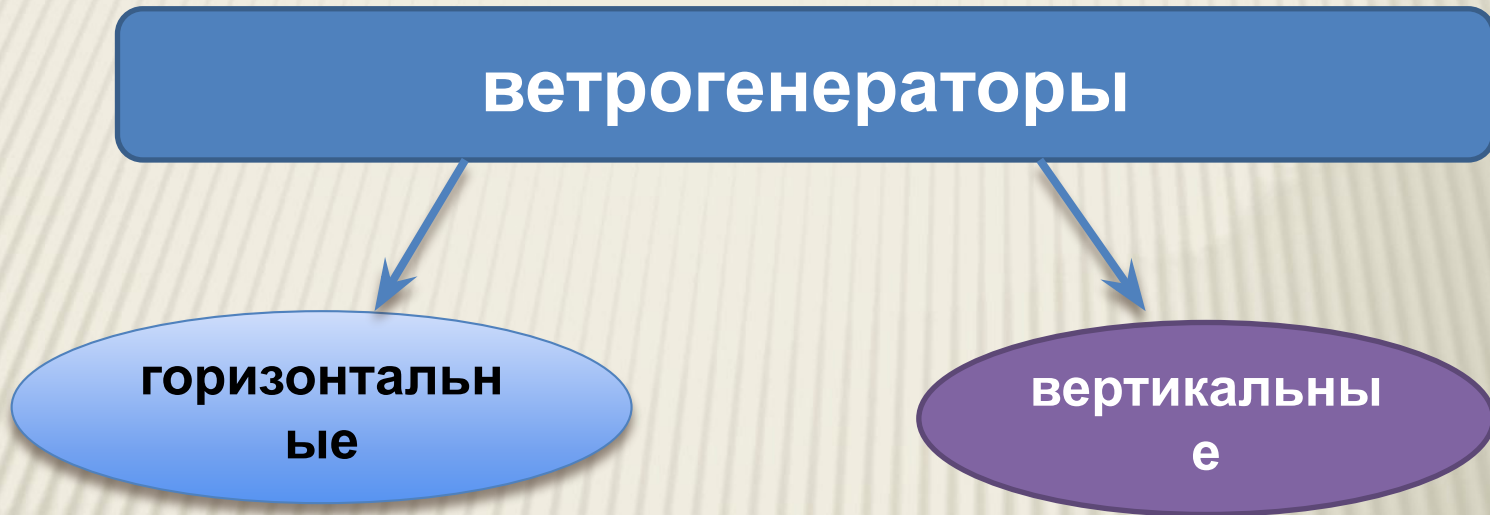 ветрогенераторы
горизонтальн
ые
вертикальны
е